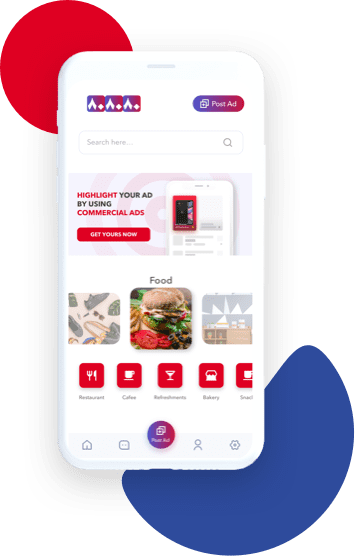 A.A.A.
Post Ad
Search here...
HIGHLIGHT YOUR AD
BY USING
COMMERCIAL ADS
GET YOURS NOW
Food
Restaurant
Cafee
Refreshments
Bakery
Snac
Post Ad